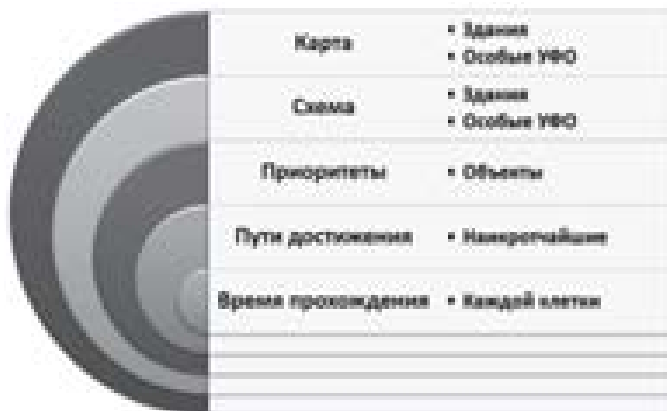 Карта
• Здания
• Особые УФО
Схема
• Здания
• Особые УФО
Приоритеты
• Объекты
Пути достижения
• Наикротчайшие
Время прохождения
• Каждой клетки